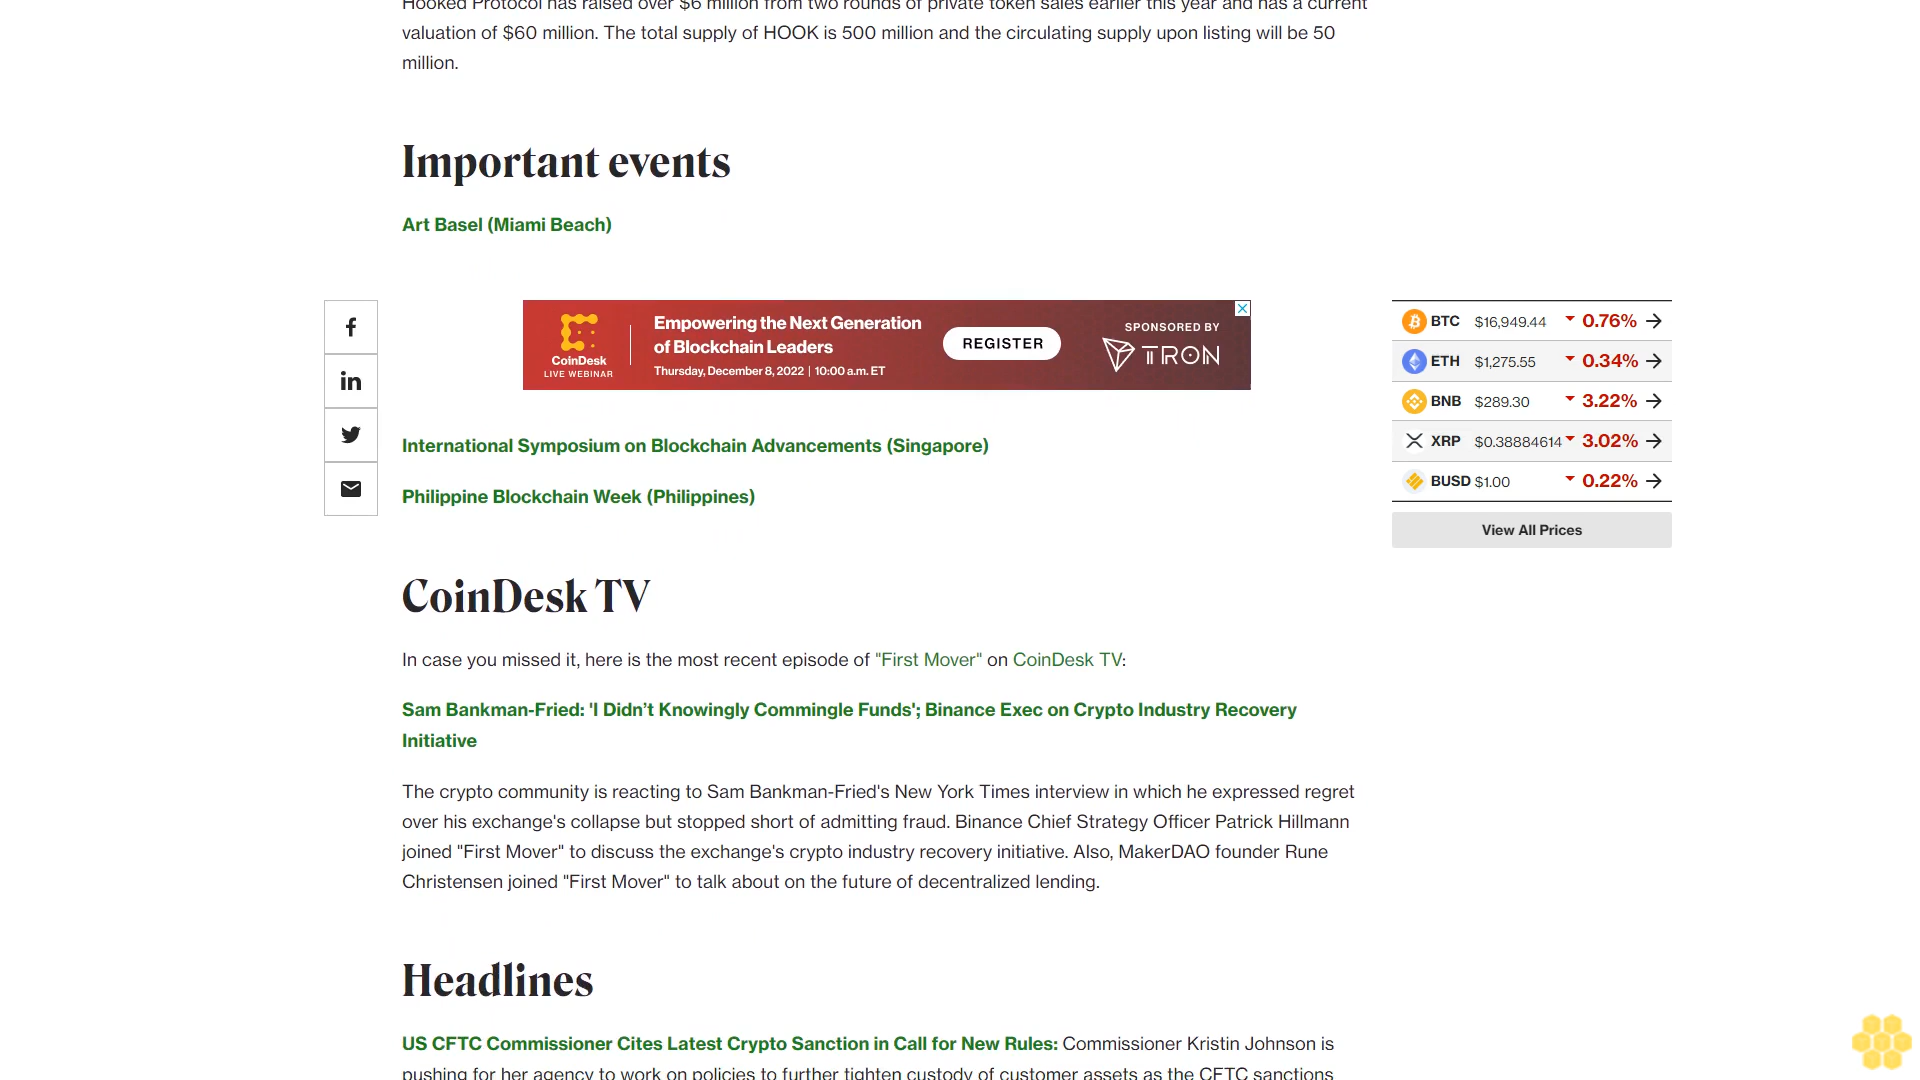 Hooked Protocol has raised over $6 million from two rounds of private token sales earlier this year and has a current
valuation of $60 million. The total supply of HOOK is 500 million and the circulating supply upon listing will be 50
million.
Important events
Art Basel (Miami Beach)
CoinDesk
LIVE WEBINAR
Empowering the Next Generation
of Blockchain Leaders
Thursday, December 8, 2022 | 10:00 a.m. ET
REGISTER
SPONSORED BY
TRON
BTC $16,949.44 0.76%
ETH $1,275.55 0.34%
BNB $289.30 3.22%
XRP $0.38884614 3.02%
BUSD $1.00 0.22%
View All Prices
International Symposium on Blockchain Advancements (Singapore)
Philippine Blockchain Week (Philippines)
CoinDesk TV
In case you missed it, here is the most recent episode of "First Mover" on CoinDesk TV:
Sam Bankman-Fried: 'I Didn’t Knowingly Commingle Funds'; Binance Exec on Crypto Industry Recovery
Initiative
The crypto community is reacting to Sam Bankman-Fried's New York Times interview in which he expressed regret
over his exchange's collapse but stopped short of admitting fraud. Binance Chief Strategy Officer Patrick Hillmann
joined "First Mover" to discuss the exchange's crypto industry recovery initiative. Also, MakerDAO founder Rune
Christensen joined "First Mover" to talk about on the future of decentralized lending.
Headlines
US CFTC Commissioner Cites Latest Crypto Sanction in Call for New Rules: Commissioner Kristin Johnson is
pushing for her agency to work on policies to further tighten custody of customer assets as the CFTC sanctions